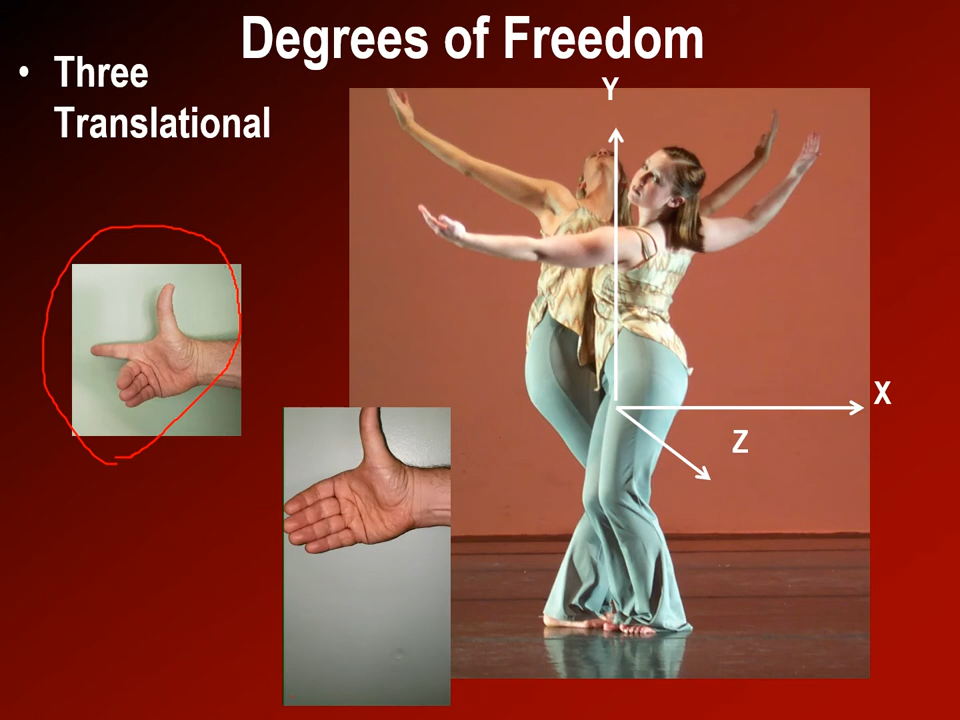 Degrees of Freedom
• Three
Translational
Y
X
Z